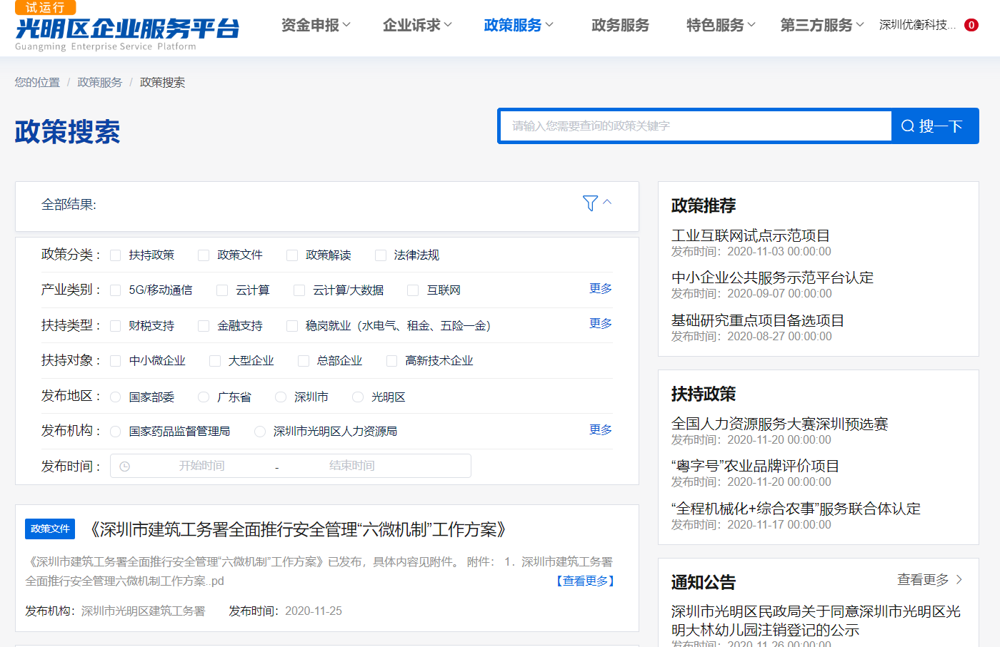 试运行
光明区企业服务平台
Guangming Enterprise Service Platform
资金申报 企业诉求 政策服务 政务服务 特色服务 第三方服务 深圳优衡科技... 0
您的位置 / 政策服务 / 政策搜索
政策搜索
请输入您需要查询的政策关键字 搜一下
全部结果:
政策分类： 扶持政策 政策文件 政策解读 法律法规
产业类别： 5G/移动通信 云计算 云计算/大数据 互联网 更多
扶持类型： 财税支持 金融支持 稳岗就业（水电气、租金、五险一金） 更多
扶持对象： 中小微企业 大型企业 总部企业 高新技术企业
发布地区： 国家部委 广东省 深圳市 光明区
发布机构： 国家药品监督管理局 深圳市光明区人力资源局 更多
发布时间： 开始时间 - 结束时间
政策文件 《深圳市建筑工务署全面推行安全管理“六微机制”工作方案》
《深圳市建筑工务署全面推行安全管理“六微机制”工作方案》已发布，具体内容见附件。 附件： 1．深圳市建筑工务署
全面推行安全管理六微机制工作方案..pd 【查看更多】
发布机构：深圳市光明区建筑工务署 发布时间：2020-11-25
政策推荐
工业互联网试点示范项目
发布时间：2020-11-03 00:00:00
中小企业公共服务示范平台认定
发布时间：2020-09-07 00:00:00
基础研究重点项目备选项目
发布时间：2020-08-27 00:00:00
扶持政策
全国人力资源服务大赛深圳预选赛
发布时间：2020-11-20 00:00:00
“粤字号”农业品牌评价项目
发布时间：2020-11-20 00:00:00
“全程机械化+综合农事”服务联合体认定
发布时间：2020-11-17 00:00:00
通知公告 查看更多
深圳市光明区民政局关于同意深圳市光明区光
明大林幼儿园注销登记的公示
发布时间：2020-11-26 00:00:00